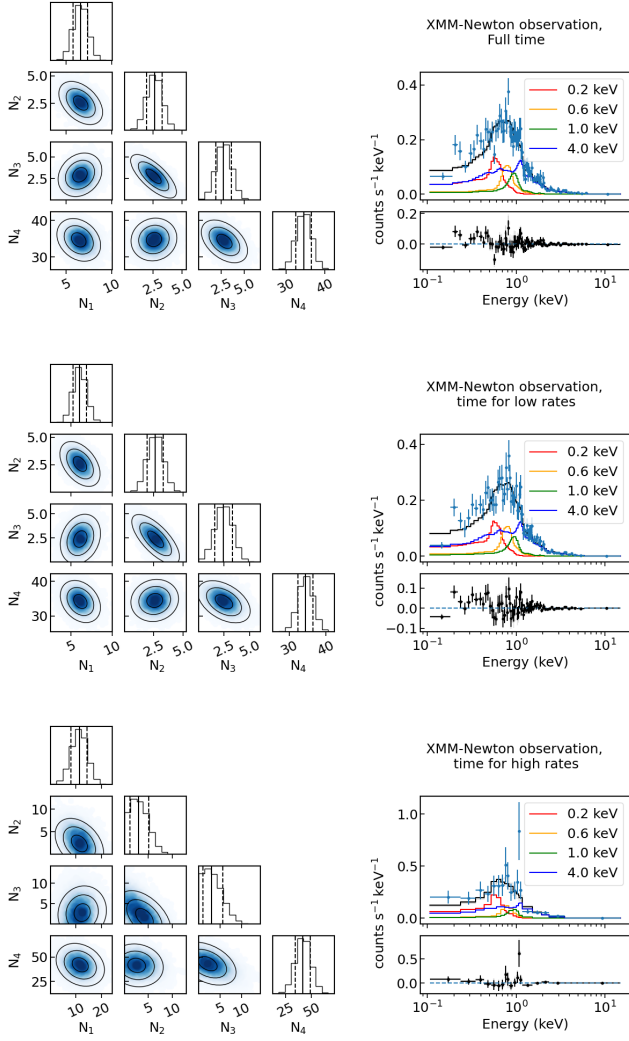 XMM-Newton observation,
Full time
N₂
5.0
2.5
N₃
5.0
2.5
N₄
40
30
5
10
N₁
2.5
5.0
N₂
2.5
5.0
N₃
30
40
N₄
counts s⁻¹ keV⁻¹
0.4
0.2
0.0
0.2 keV
0.6 keV
1.0 keV
4.0 keV
0.2
0.0
10⁻¹
10⁰
10¹
Energy (keV)
XMM-Newton observation,
time for low rates
N₂
5.0
2.5
N₃
5.0
2.5
N₄
40
30
5
10
N₁
2.5
5.0
N₂
2.5
5.0
N₃
30
40
N₄
counts s⁻¹ keV⁻¹
0.4
0.2
0.0
0.2 keV
0.6 keV
1.0 keV
4.0 keV
0.1
0.0
−0.1
10⁻¹
10⁰
10¹
Energy (keV)
XMM-Newton observation,
time for high rates
N₂
10
5
N₃
10
5
0
N₄
50
25
10
20
N₁
5
10
N₂
5
10
N₃
25
50
N₄
counts s⁻¹ keV⁻¹
1.0
0.5
0.0
0.2 keV
0.6 keV
1.0 keV
4.0 keV
0.5
0.0
10⁻¹
10⁰
10¹
Energy (keV)